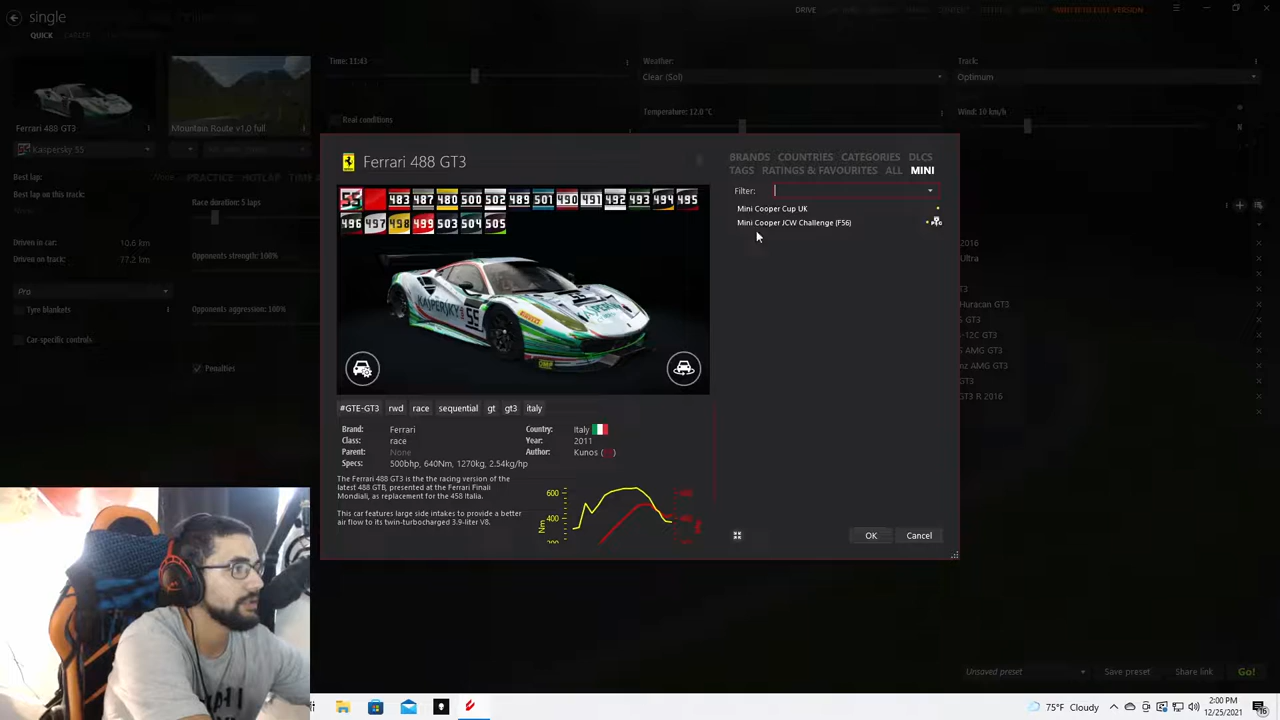 single
DRIVE
QUICK
Time: 11:43
Weather:
Track:
Clear (Sol)
Optimum
Temperature: 12.0 °C
Wind: 10 km/h
Real conditions
Ferrari 488 GT3
Mountain Route v1.0 full
Kaspersky 55
Best lap:
Best lap on this track:
PRACTICE HOTLAP
Race duration: 5 laps
Driven in car: 10.6 km
Driven on track: 77.2 km
Opponents strength: 100%
Pro
Tyre blankets
Opponents aggression: 100%
Car-specific controls
Penalties
Ferrari 488 GT3
BRANDS COUNTRIES CATEGORIES DLCS
TAGS RATINGS & FAVOURITES ALL MINI
Filter:
Mini Cooper Cup UK
Mini Cooper JCW Challenge (F56)
55 483 487 480 488 489 501 490 491 492 493 494 495
496 497 498 499 503 504 505
KASPERSKY 55
#GTE-GT3 rwd race sequential gt gt3 italy
Brand: Ferrari Country: Italy
Class: race Year: 2011
Parent: None Author: Kunos
Specs: 500bhp, 640Nm, 1270kg, 2.54kg/hp
The Ferrari 488 GT3 is the the racing version of the
latest 488 GTB, presented at the Ferrari Finali
Mondiali, as replacement for the 458 Italia.
This car features large side intakes to provide a better
air flow to its twin-turbocharged 3.9-liter V8.
600
400
Nm
OK Cancel
2016
Ultra
Huracan GT3
GT3
-12C GT3
AMG GT3
nz AMG GT3
GT3
GT3 R 2016
Unsaved preset Save preset Share link Go!
75°F Cloudy
2:00 PM
12/25/2021